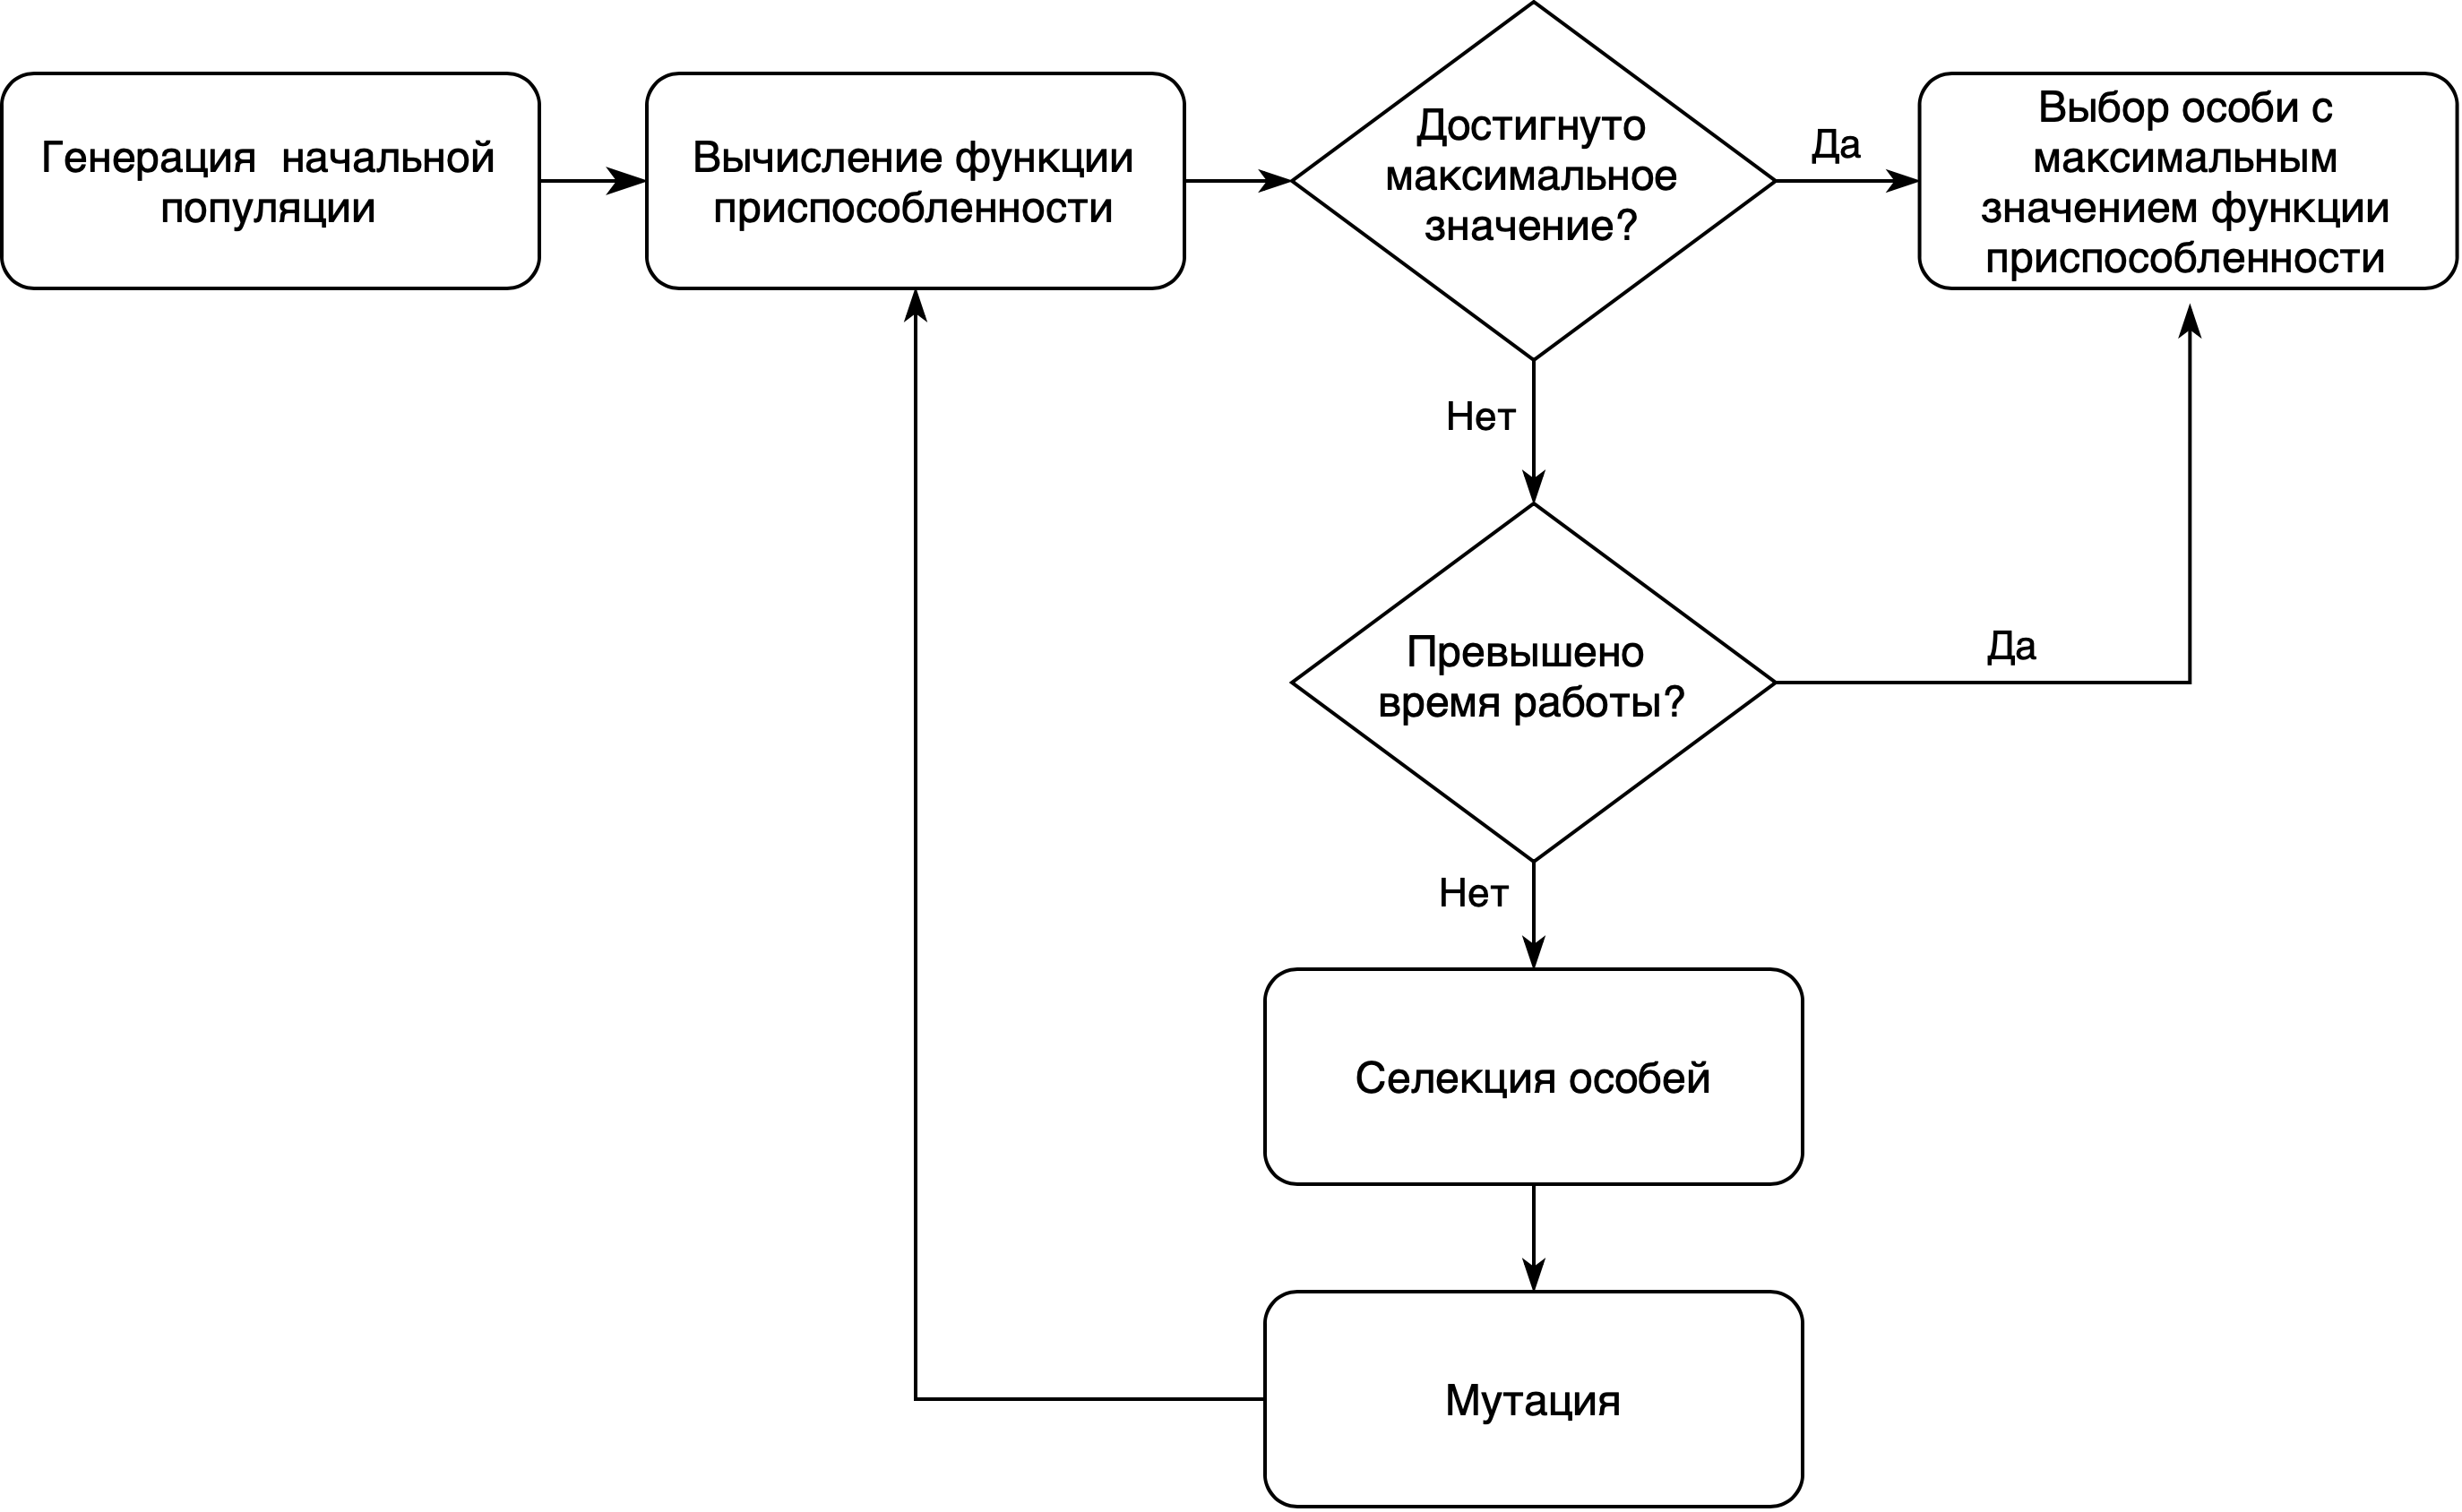 Генерация начальной
популяции
Вычисление функции
приспособленности
Достигнуто
максимальное
значение?
Да
Выбор особи с
максимальным
значением функции
приспособленности
Нет
Превышено
время работы?
Да
Нет
Селекция особей
Мутация